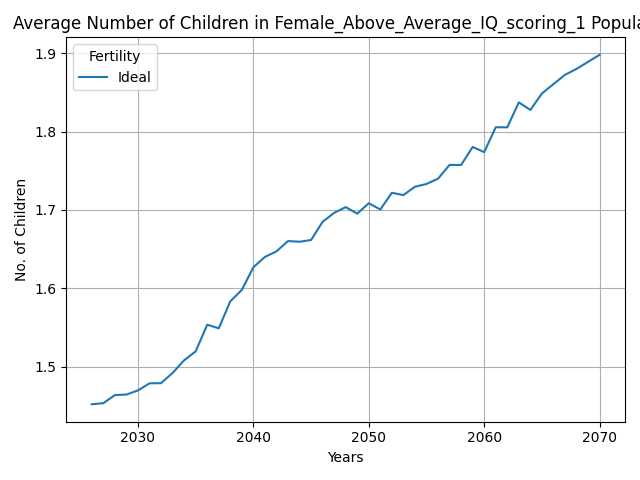 Average Number of Children in Female_Above_Average_IQ_scoring_1 Popula
Fertility
Ideal
No. of Children
1.9
1.8
1.7
1.6
1.5
2030 2040 2050 2060 2070
Years